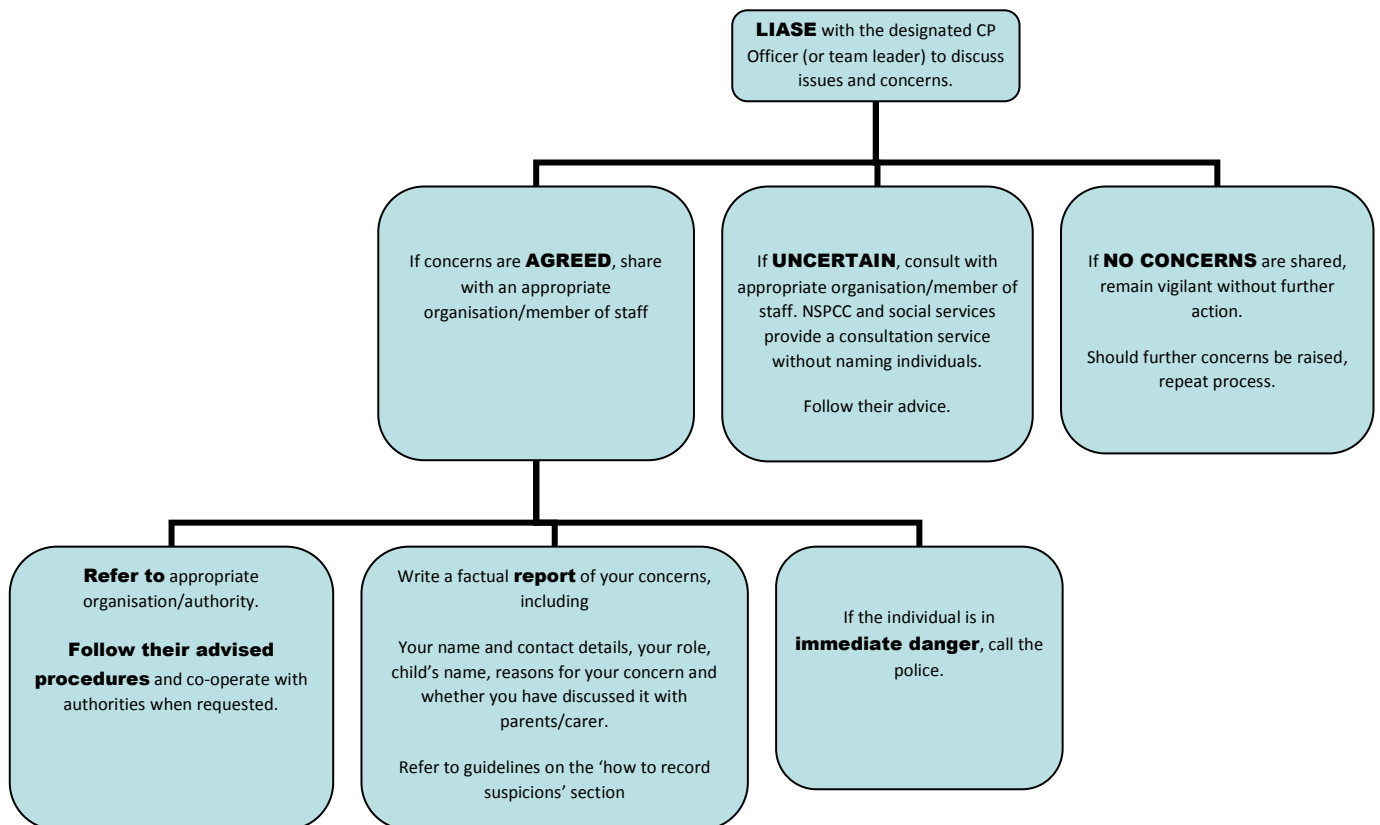 LIASE with the designated CP
Officer (or team leader) to discuss
issues and concerns.
If concerns are AGREED, share
with an appropriate
organisation/member of staff
If UNCERTAIN, consult with
appropriate organisation/member of
staff. NSPCC and social services
provide a consultation service
without naming individuals.
Follow their advice.
If NO CONCERNS are shared,
remain vigilant without further
action.
Should further concerns be raised,
repeat process.
Refer to appropriate
organisation/authority.
Follow their advised
procedures and co-operate with
authorities when requested.
Write a factual report of your concerns,
including
Your name and contact details, your role,
child’s name, reasons for your concern and
whether you have discussed it with
parents/carer.
Refer to guidelines on the ‘how to record
suspicions’ section
If the individual is in
immediate danger, call the
police.